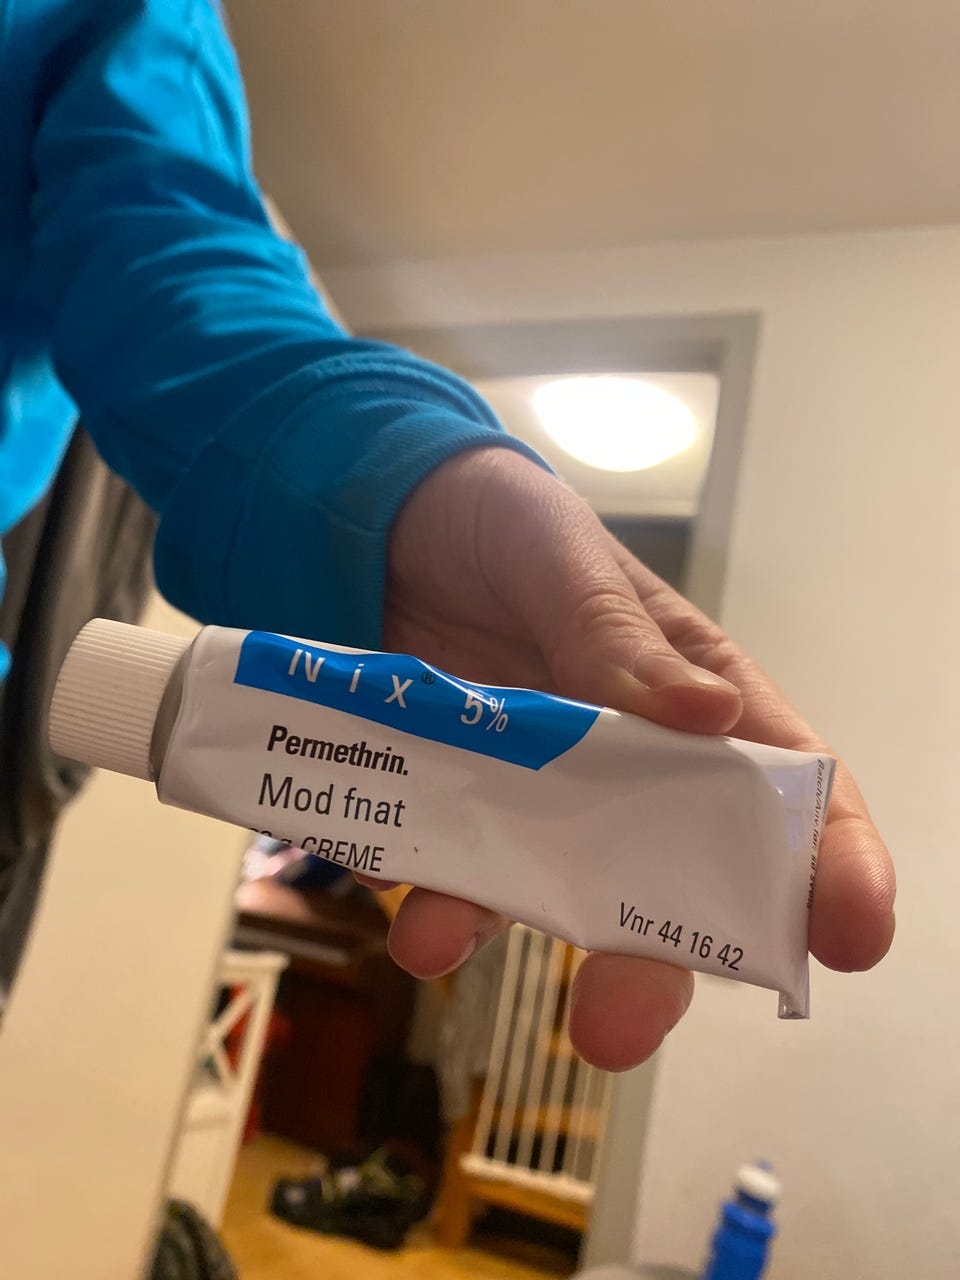 Nix® 5%
Permethrin.
Mod fnat
g CREME
Vnr 44 16 42